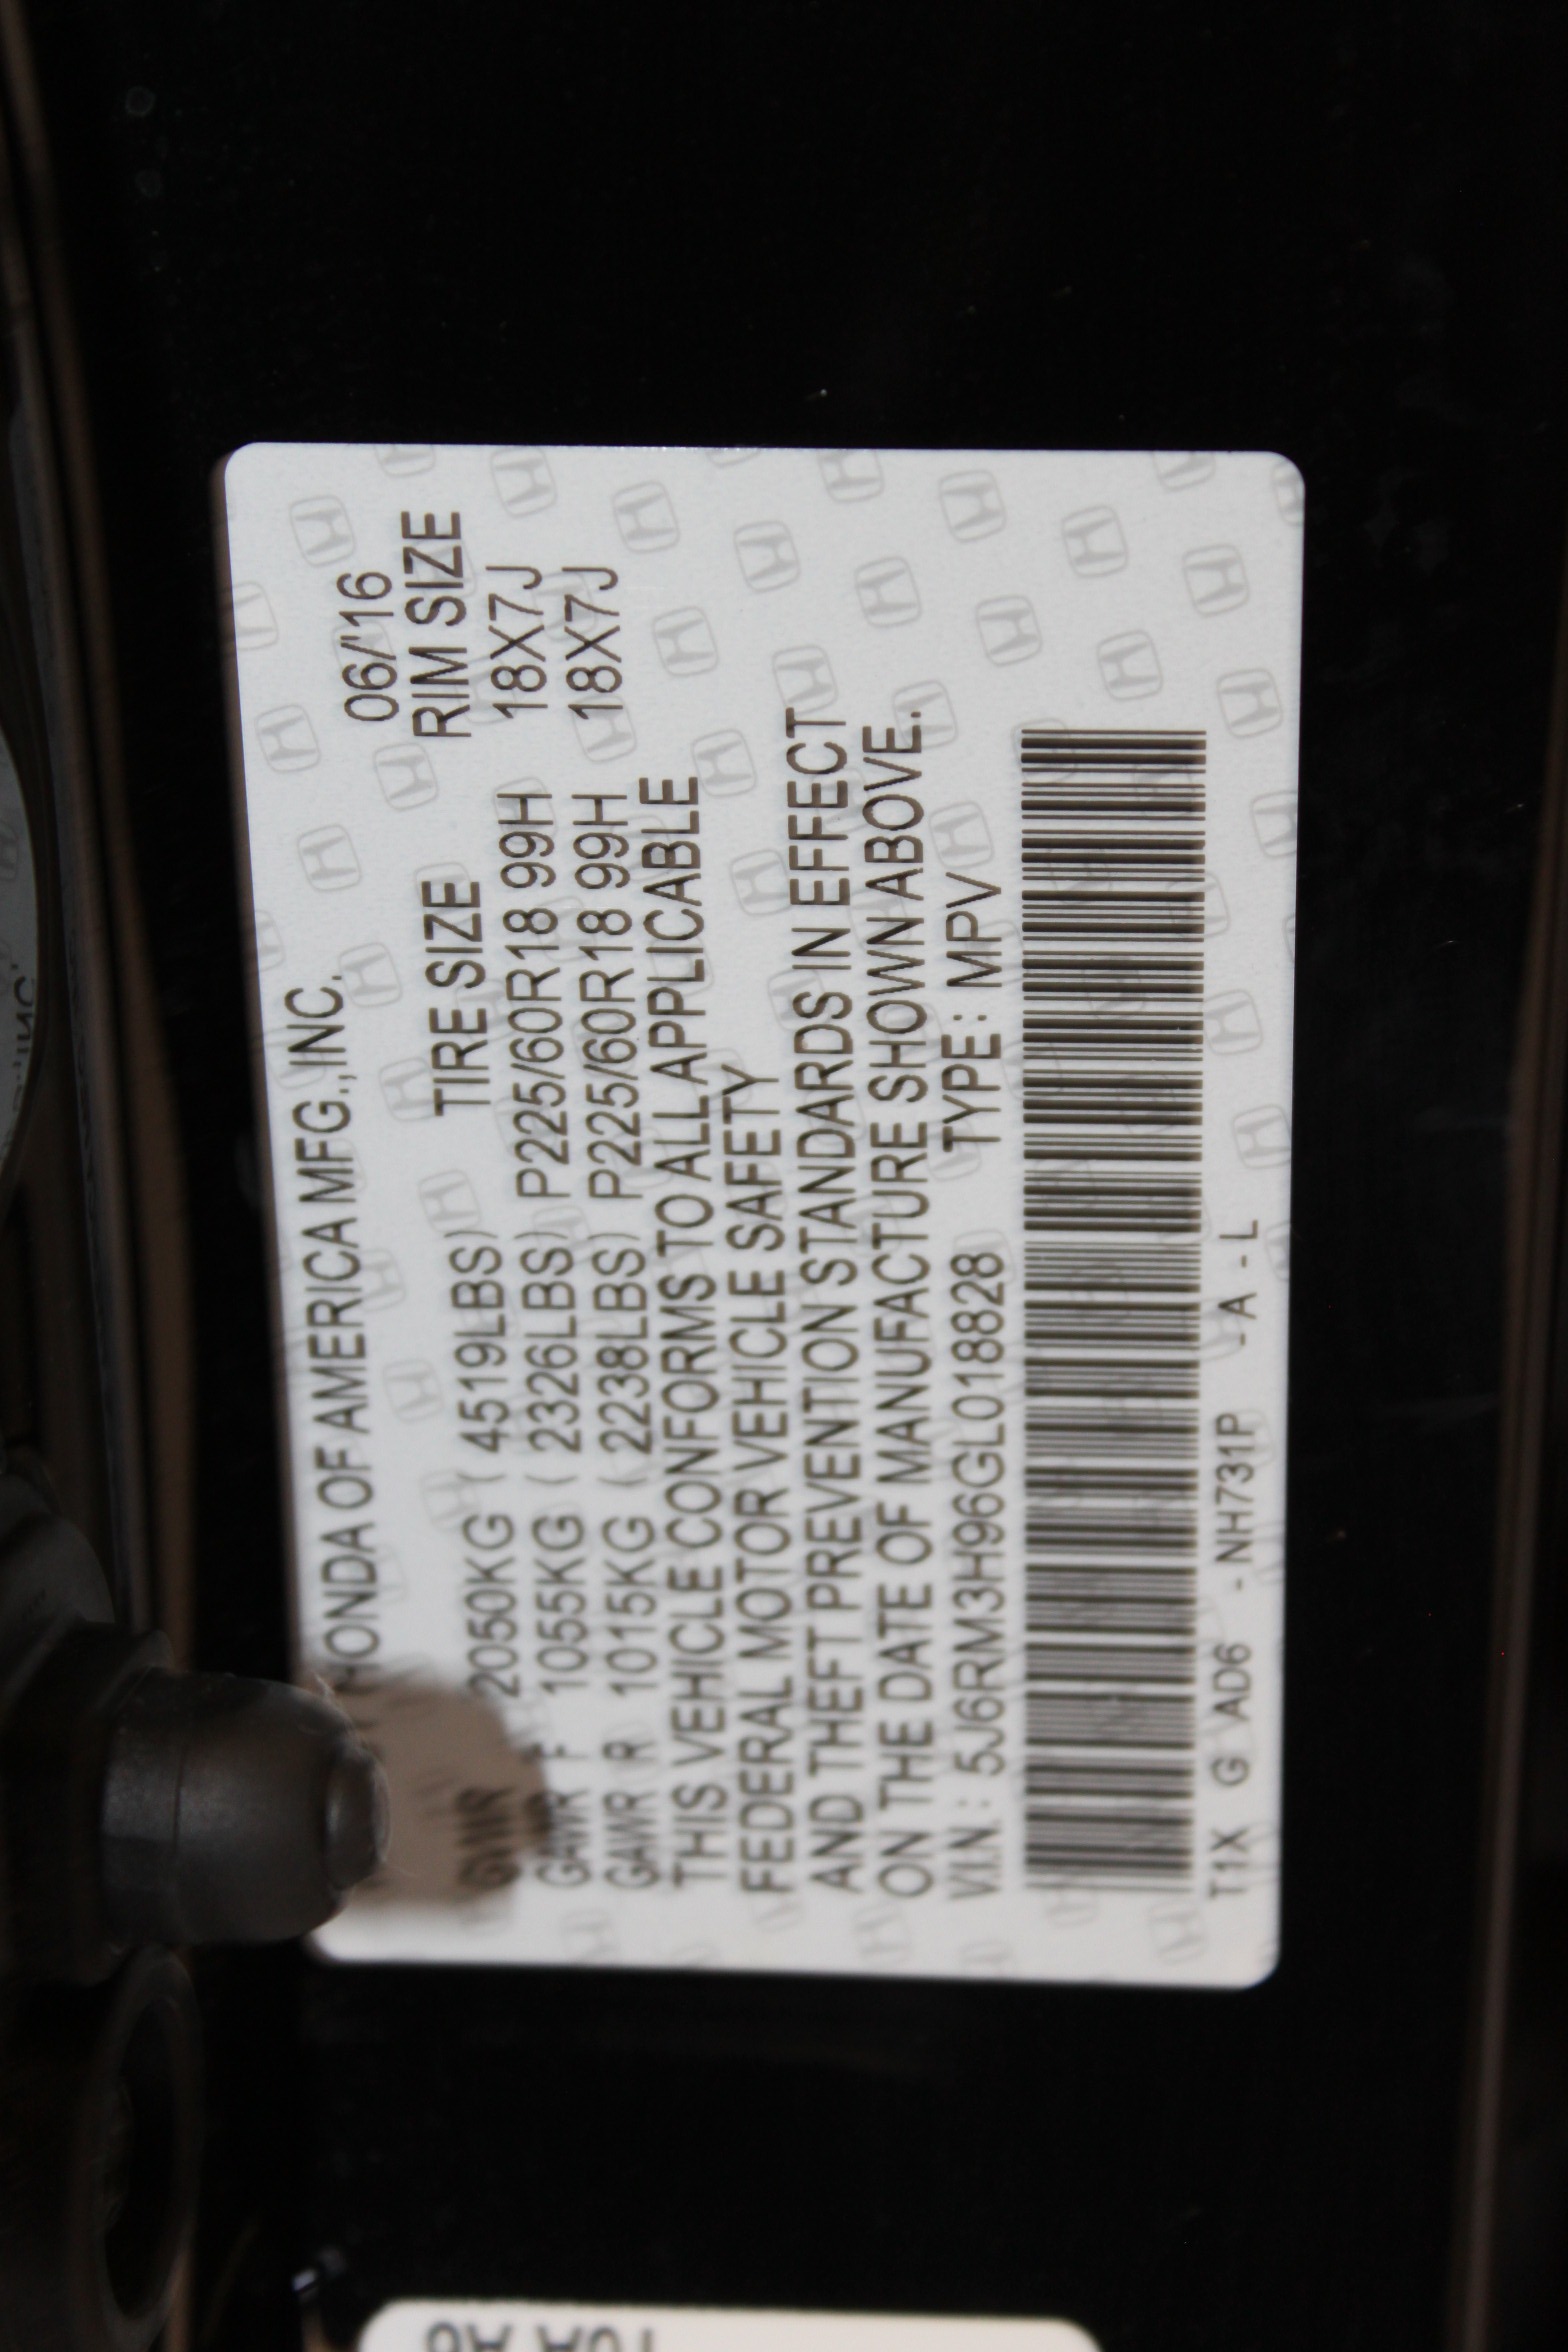 HONDA OF AMERICA MFG.,INC.
06/'16
TIRE SIZE RIM SIZE
GVWR 2050KG ( 4519LBS) P225/60R18 99H 18X7J
GAWR F 1055KG ( 2326LBS) P225/60R18 99H 18X7J
GAWR R 1015KG ( 2238LBS)
THIS VEHICLE CONFORMS TO ALL APPLICABLE
FEDERAL MOTOR VEHICLE SAFETY
AND THEFT PREVENTION STANDARDS IN EFFECT
ON THE DATE OF MANUFACTURE SHOWN ABOVE.
V.I.N : 5J6RM3H96GL018828 TYPE : MPV
T1X G AD6 - NH731P - A - L